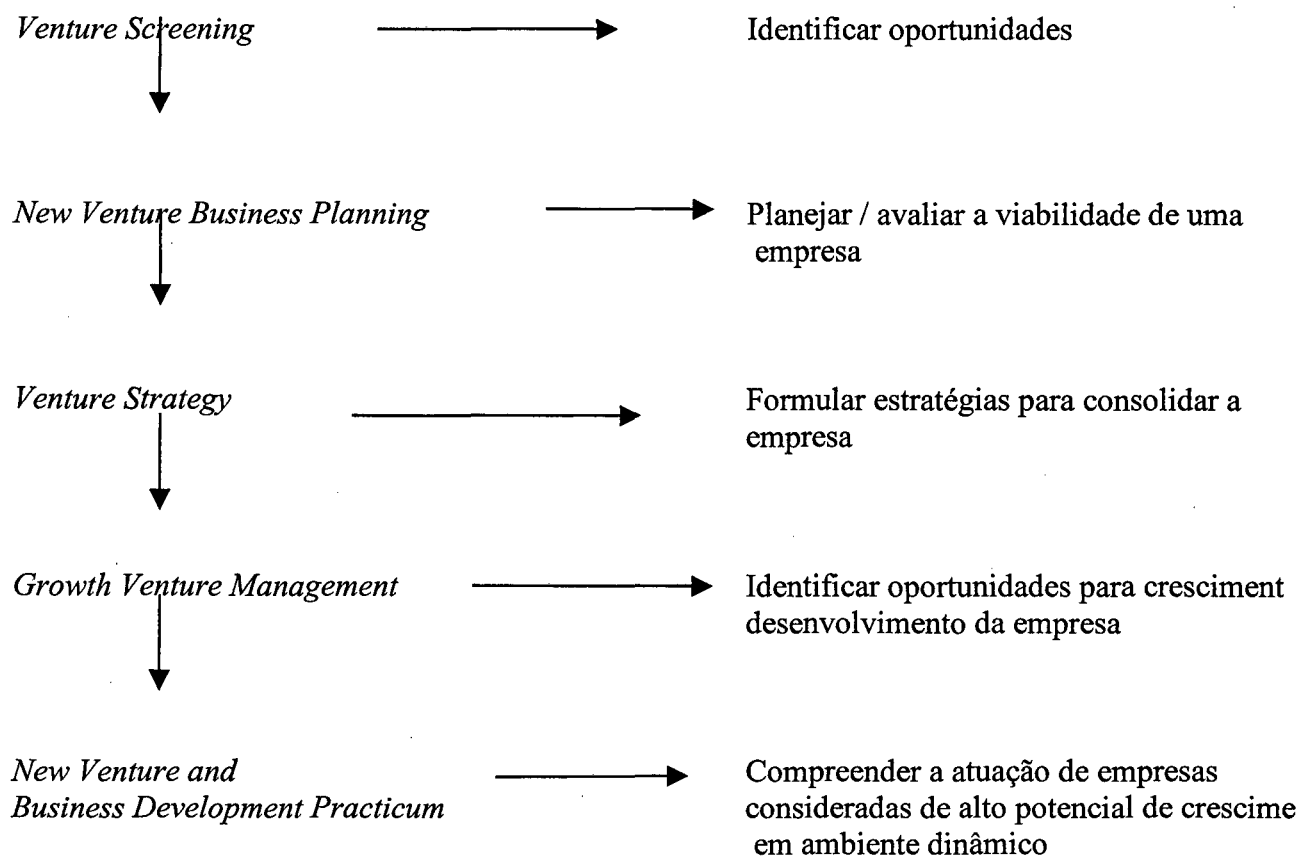 Venture Screening
Identificar oportunidades
New Venture Business Planning
Planejar / avaliar a viabilidade de uma
empresa
Venture Strategy
Formular estratégias para consolidar a
empresa
Growth Venture Management
Identificar oportunidades para cresciment
desenvolvimento da empresa
New Venture and
Business Development Practicum
Compreender a atuação de empresas
consideradas de alto potencial de crescime
em ambiente dinâmico